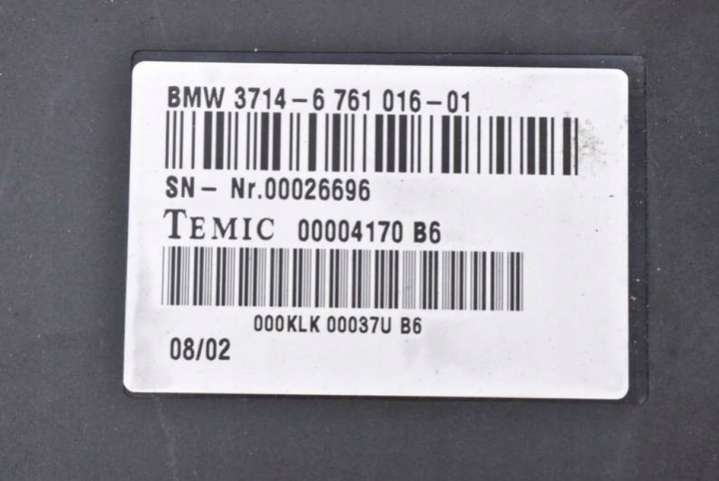 BMW 3714-6 761 016-01
SN- Nr.00026696
TEMIC 00004170 B6
000KLK 00037U B6
08/02